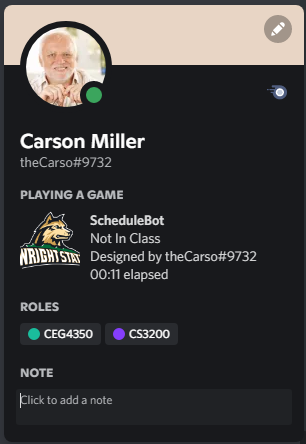 Carson Miller
theCarso#9732
PLAYING A GAME
WRIGHT STATE
ScheduleBot
Not In Class
Designed by theCarso#9732
00:11 elapsed
ROLES
CEG4350 CS3200
NOTE
Click to add a note